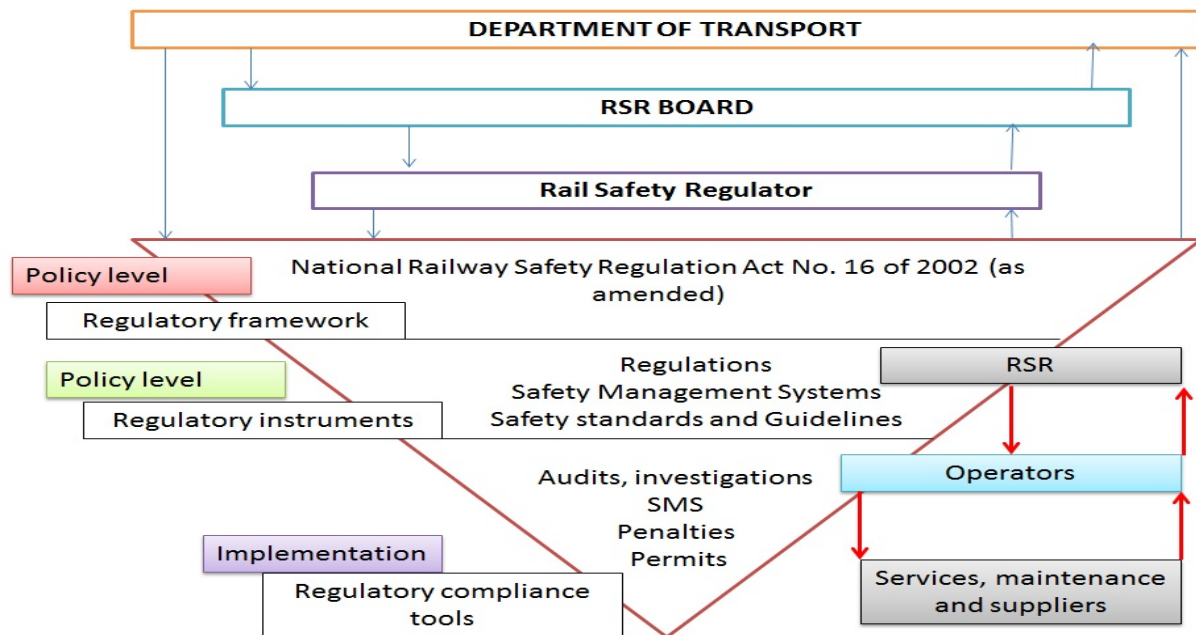 DEPARTMENT OF TRANSPORT
RSR BOARD
Rail Safety Regulator
Policy level
National Railway Safety Regulation Act No. 16 of 2002 (as
amended)
Regulatory framework
Policy level
Regulations
Safety Management Systems
Safety standards and Guidelines
RSR
Regulatory instruments
Audits, investigations
SMS
Penalties
Permits
Operators
Implementation
Regulatory compliance
tools
Services, maintenance
and suppliers